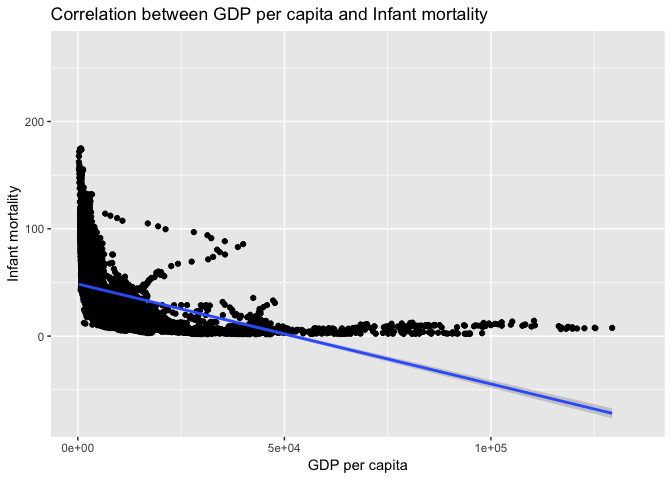 Correlation between GDP per capita and Infant mortality
Infant mortality
200
100
0
0e+00
5e+04
1e+05
GDP per capita